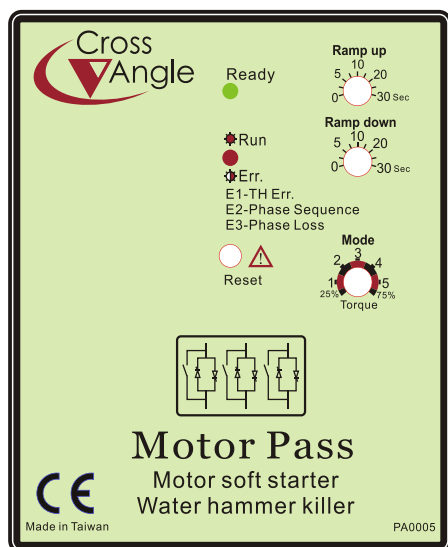 Cross
Angle
Ready
Run
Err.
E1-TH Err.
E2-Phase Sequence
E3-Phase Loss
Reset
Ramp up
0 5 10 20 30 Sec
Ramp down
0 5 10 20 30 Sec
Mode
1 2 3 4 5
25% 75%
Torque
Motor Pass
Motor soft starter
Water hammer killer
CE
Made in Taiwan
PA0005